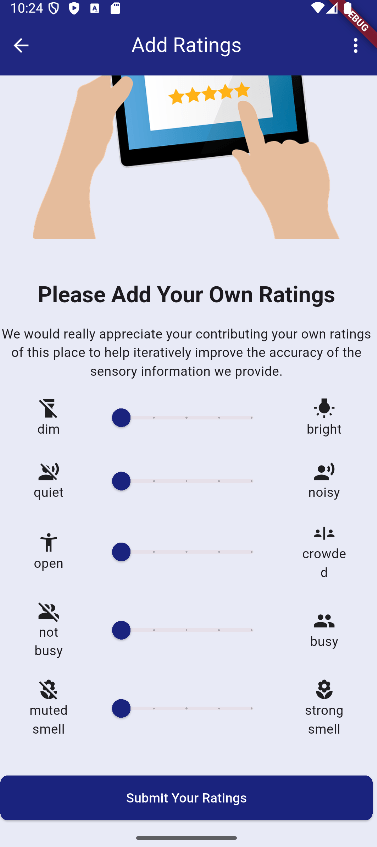 10:24
Add Ratings
EBUG
Please Add Your Own Ratings
We would really appreciate your contributing your own ratings
of this place to help iteratively improve the accuracy of the
sensory information we provide.
dim
bright
quiet
noisy
open
crowde
d
not
busy
busy
muted
smell
strong
smell
Submit Your Ratings